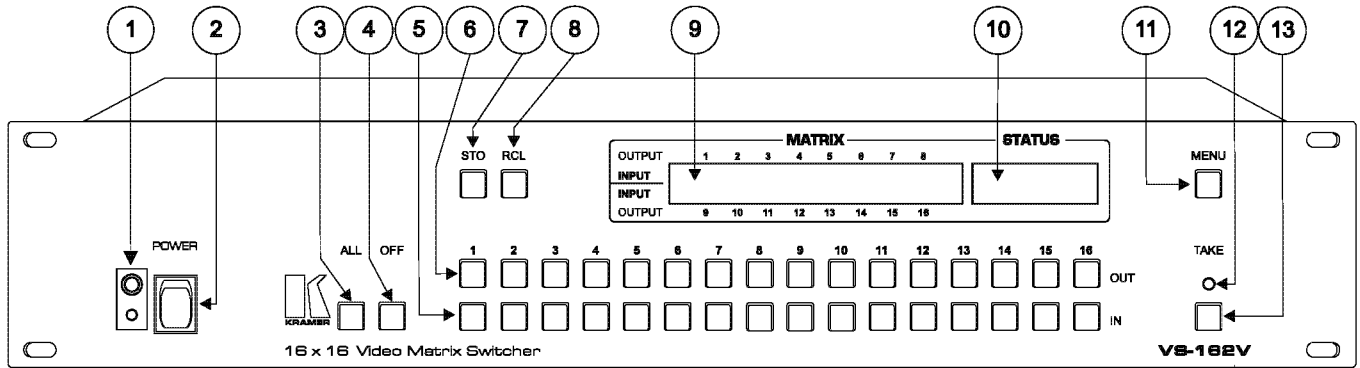 1 2 3 4 5 6 7 8 9 10 11 12 13
STO RCL MATRIX STATUS MENU
OUTPUT 1 2 3 4 5 6 7 8
INPUT
INPUT
OUTPUT 9 10 11 12 13 14 15 16
POWER ALL OFF 1 2 3 4 5 6 7 8 9 10 11 12 13 14 15 16 TAKE
OUT
KRAMER IN
16 x 16 Video Matrix Switcher VS-162V